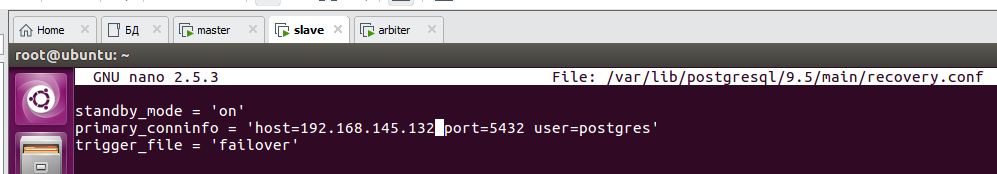 Home БД master slave arbiter
root@ubuntu: ~
GNU nano 2.5.3 File: /var/lib/postgresql/9.5/main/recovery.conf
standby_mode = 'on'
primary_conninfo = 'host=192.168.145.132 port=5432 user=postgres'
trigger_file = 'failover'